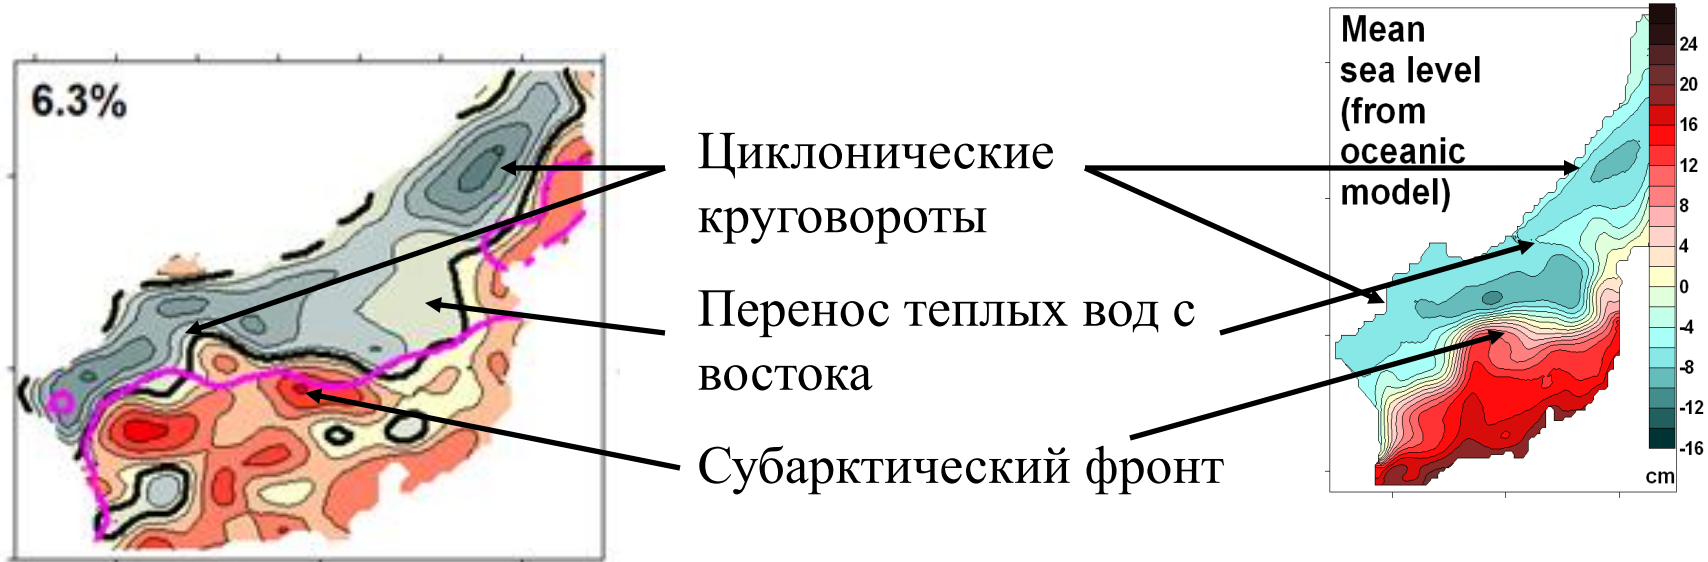 6.3%
Циклонические
круговороты
Перенос теплых вод с
востока
Субарктический фронт
Mean
sea level
(from
oceanic
model)
24
20
16
12
8
4
0
-4
-8
-12
-16
cm